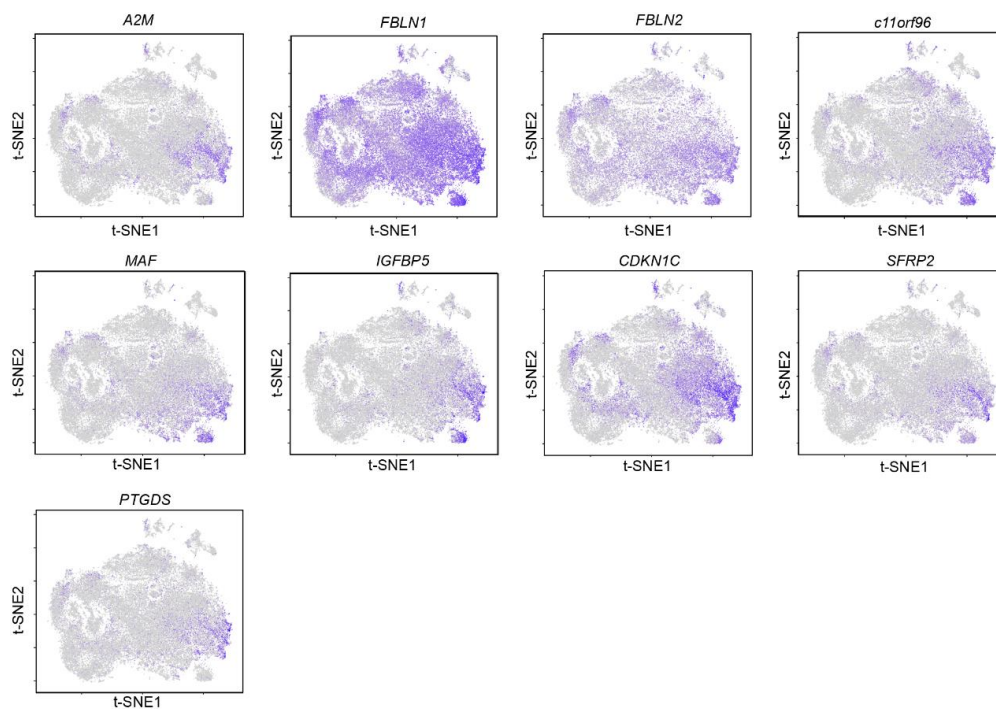 A2M
FBLN1
FBLN2
c11orf96
t-SNE2
t-SNE2
t-SNE2
t-SNE2
t-SNE1
t-SNE1
t-SNE1
t-SNE1
MAF
IGFBP5
CDKN1C
SFRP2
t-SNE2
t-SNE2
t-SNE2
t-SNE2
t-SNE1
t-SNE1
t-SNE1
t-SNE1
PTGDS
t-SNE2
t-SNE1